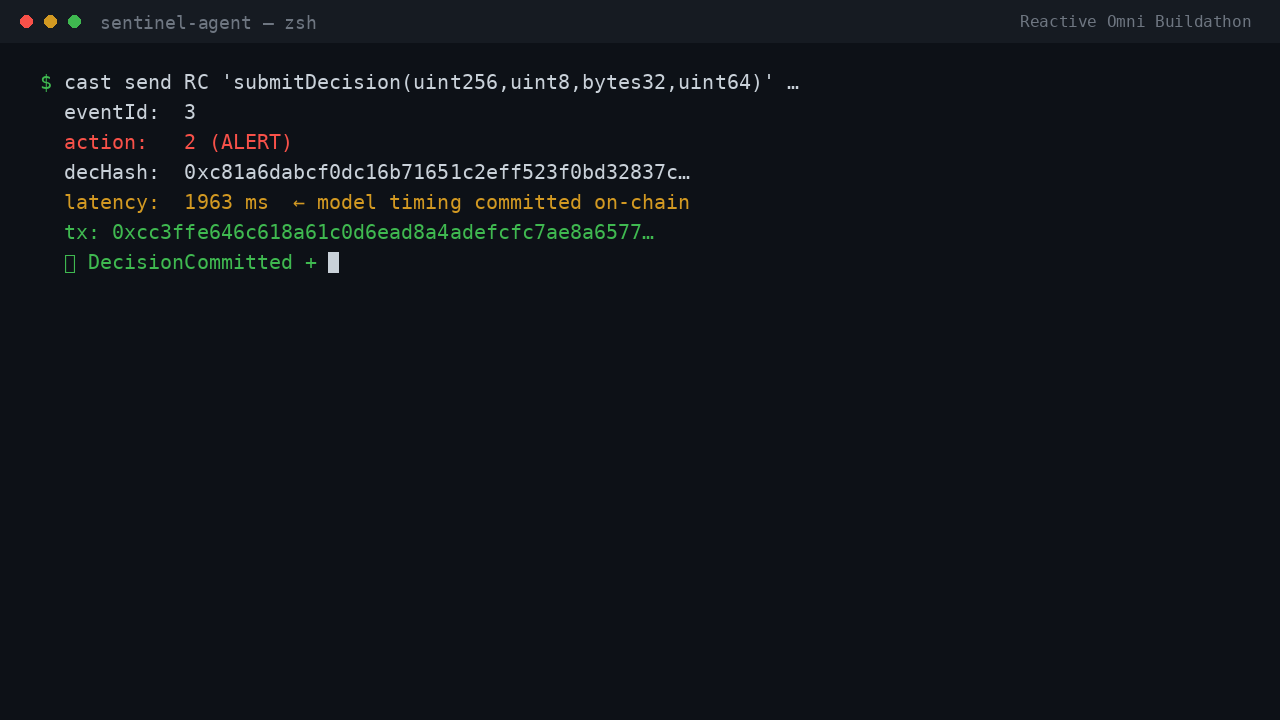 sentinel-agent — zsh
Reactive Omni Buildathon
$ cast send RC 'submitDecision(uint256,uint8,bytes32,uint64)' …
eventId: 3
action: 2 (ALERT)
decHash: 0xc81a6dabcf0dc16b71651c2eff523f0bd32837c…
latency: 1963 ms ← model timing committed on-chain
tx: 0xcc3ffe646c618a61c0d6ead8a4adefcfc7ae8a6577…
▯ DecisionCommitted +